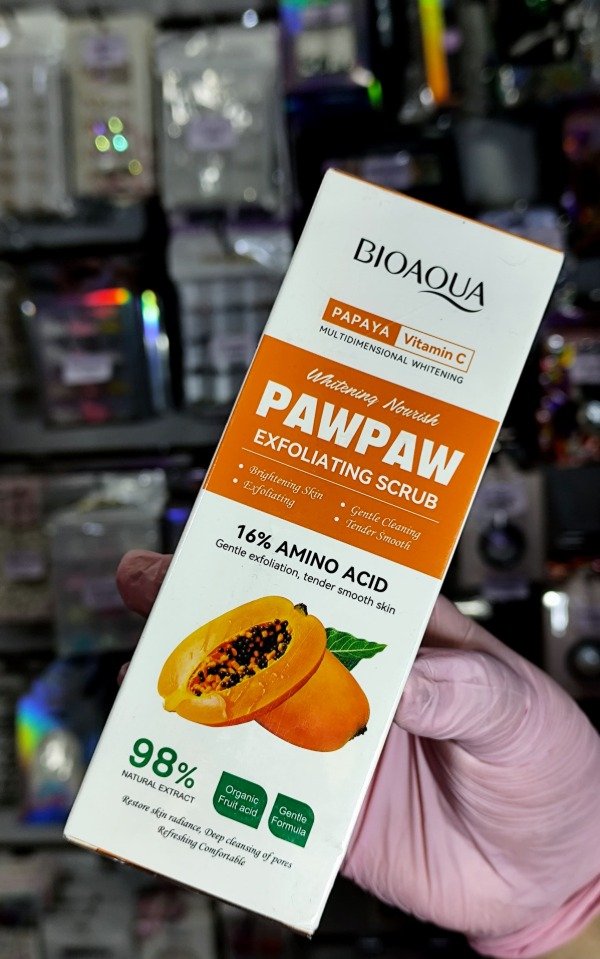 BIOAQUA
PAPAYA Vitamin C
MULTIDIMENSIONAL WHITENING
Whitening Nourish
PAWPAW
EXFOLIATING SCRUB
• Brightening Skin • Gentle Cleaning
• Exfoliating • Tender Smooth
16% AMINO ACID
Gentle exfoliation, tender smooth skin
98%
NATURAL EXTRACT
Organic
Fruit acid
Gentle
Formula
Restore skin radiance, Deep cleansing of pores
Refreshing Comfortable